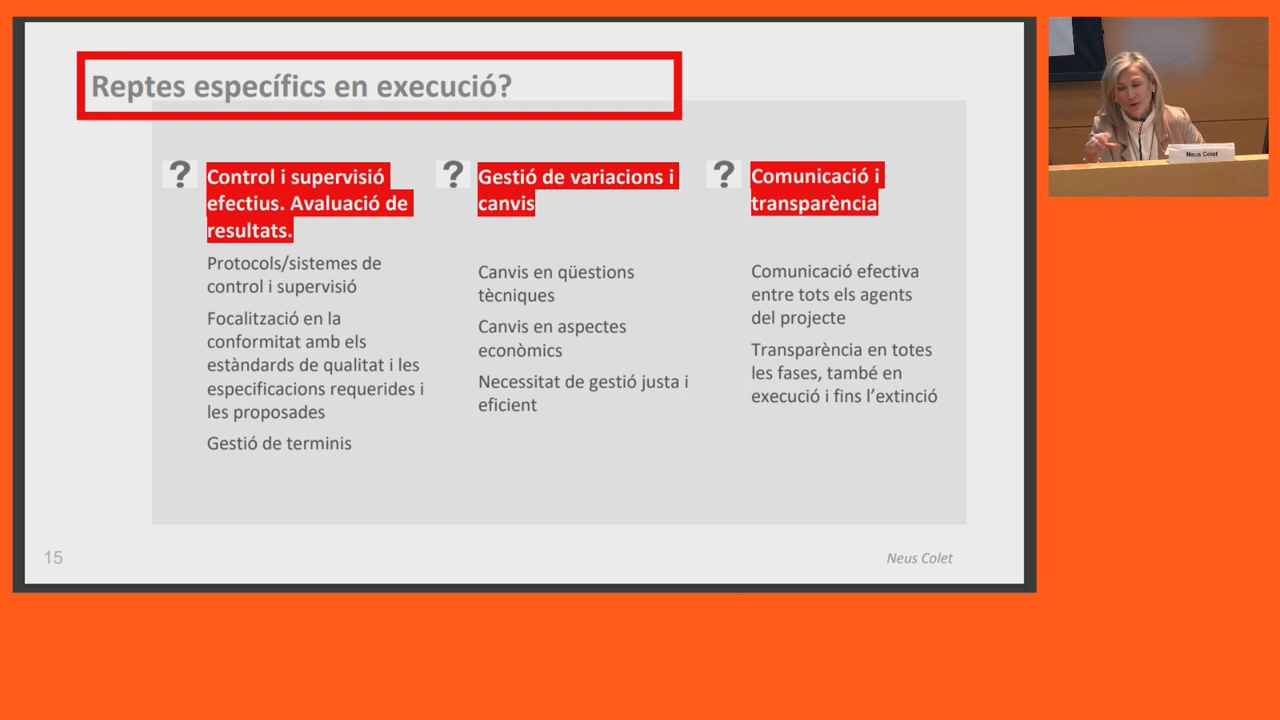 Reptes específics en execució?
?
Control i supervisió
efectius. Avaluació de
resultats.
Protocols/sistemes de
control i supervisió
Focalització en la
conformitat amb els
estàndards de qualitat i les
especificacions requerides i
les proposades
Gestió de terminis
?
Gestió de variacions i
canvis
Canvis en qüestions
tècniques
Canvis en aspectes
econòmics
Necessitat de gestió justa i
eficient
?
Comunicació i
transparència
Comunicació efectiva
entre tots els agents
del projecte
Transparència en totes
les fases, també en
execució i fins l’extinció
15
Neus Colet
Neus Colet